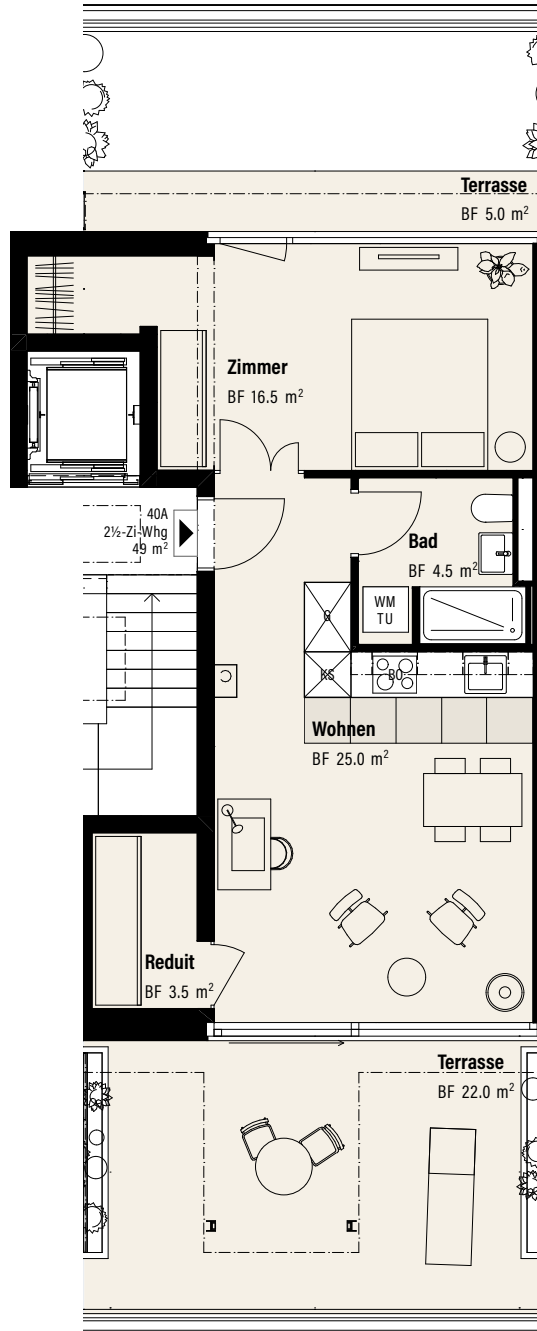 Terrasse
BF 5.0 m²
Zimmer
BF 16.5 m²
40A
2½-Zi-Whg
49 m²
Bad
BF 4.5 m²
WM
TU
G
KS
BO
Wohnen
BF 25.0 m²
Reduit
BF 3.5 m²
Terrasse
BF 22.0 m²